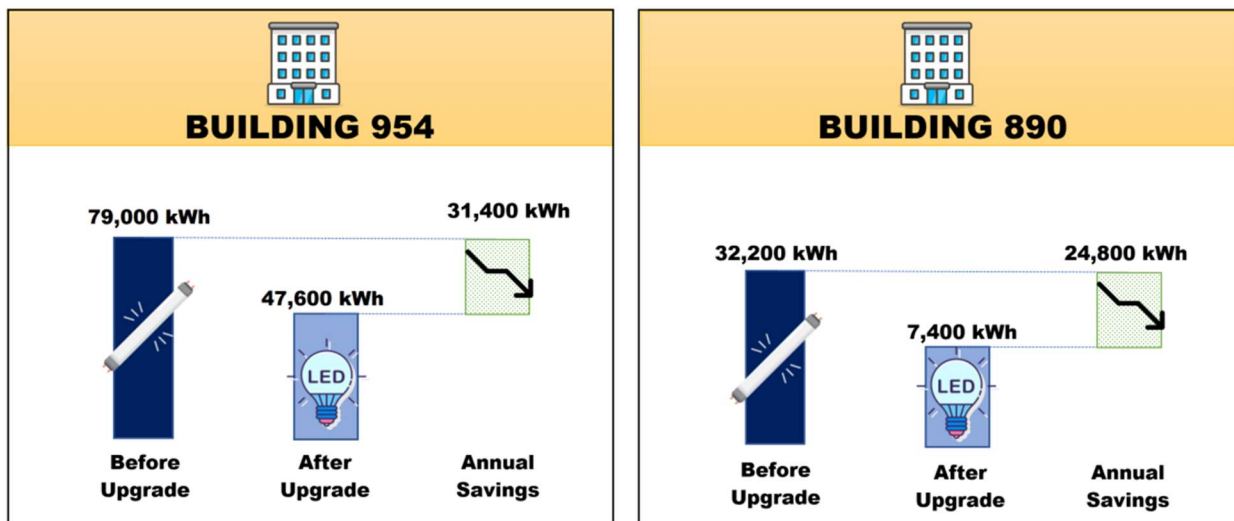 BUILDING 954
79,000 kWh
31,400 kWh
47,600 kWh
LED
Before
Upgrade
After
Upgrade
Annual
Savings
BUILDING 890
32,200 kWh
24,800 kWh
7,400 kWh
LED
Before
Upgrade
After
Upgrade
Annual
Savings